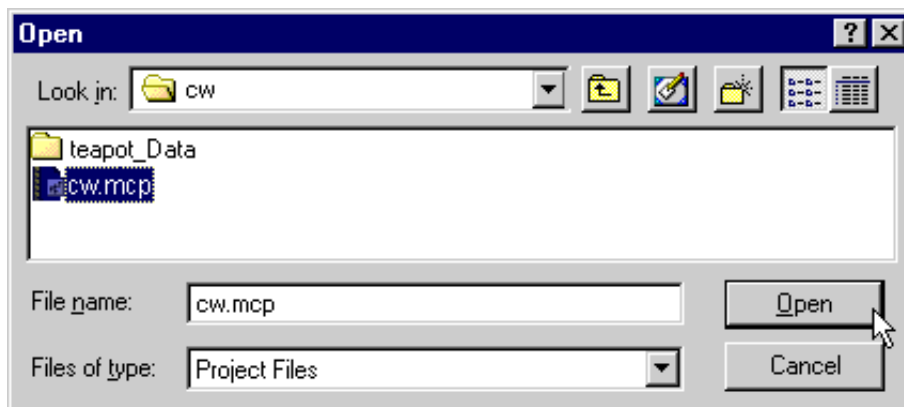 Open
Look in: cw
teapot_Data
cw.mcp
File name: cw.mcp Open
Files of type: Project Files Cancel